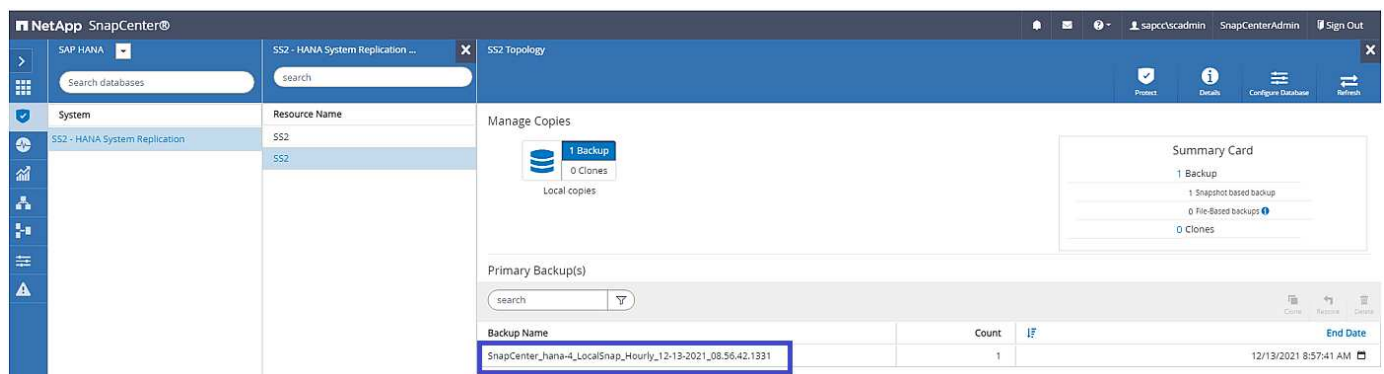 NetApp SnapCenter®
sapcc\scadmin SnapCenterAdmin Sign Out
SAP HANA
Search databases
System
SS2 - HANA System Replication
SS2 - HANA System Replication ...
search
Resource Name
SS2
SS2
SS2 Topology
Protect Details Configure Database Refresh
Manage Copies
1 Backup
0 Clones
Local copies
Summary Card
1 Backup
1 Snapshot based backup
0 File-Based backups
0 Clones
Primary Backup(s)
search
Clone Restore Delete
Backup Name Count End Date
SnapCenter_hana-4_LocalSnap_Hourly_12-13-2021_08.56.42.1331 1 12/13/2021 8:57:41 AM